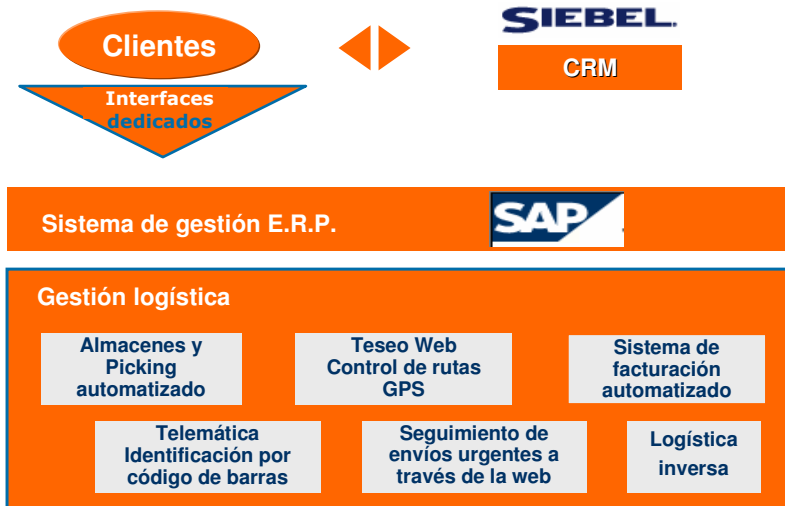 Clientes
SIEBEL.
CRM
Interfaces
dedicados
Sistema de gestión E.R.P.
SAP
Gestión logística
Almacenes y
Picking
automatizado
Teseo Web
Control de rutas
GPS
Sistema de
facturación
automatizado
Telemática
Identificación por
código de barras
Seguimiento de
envíos urgentes a
través de la web
Logística
inversa